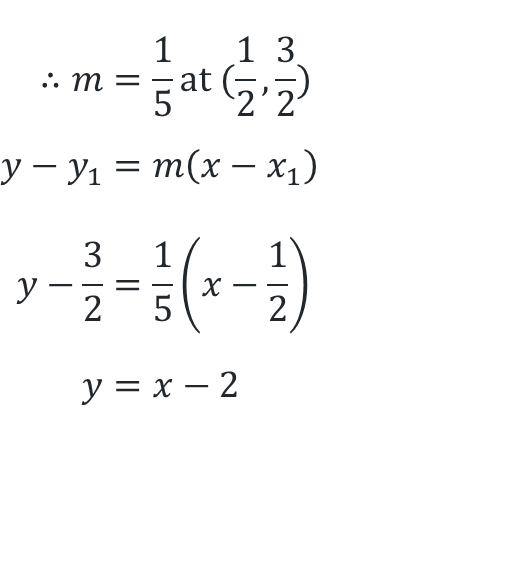 ∴ m = 1/5 at (1/2, 3/2)
y − y₁ = m(x − x₁)
y − 3/2 = 1/5 (x − 1/2)
y = x − 2